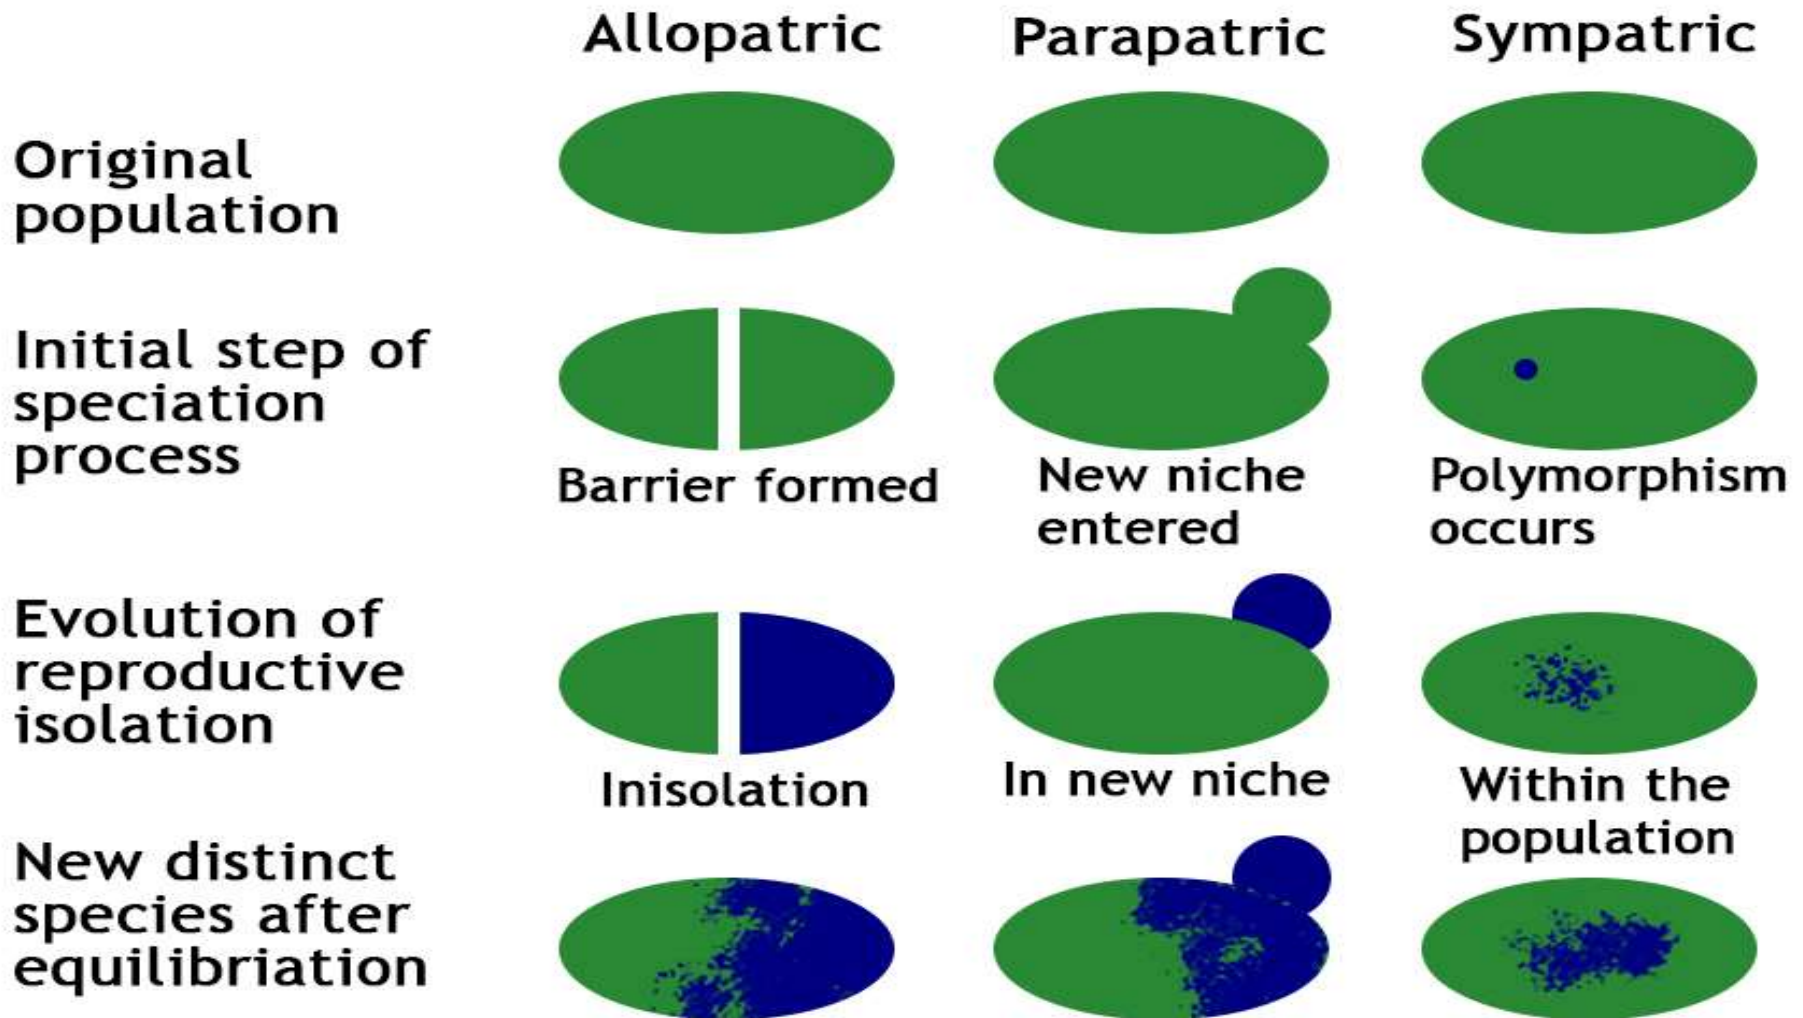 Allopatric
Parapatric
Sympatric
Original
population
Initial step of
speciation
process
Barrier formed
New niche
entered
Polymorphism
occurs
Evolution of
reproductive
isolation
Inisolation
In new niche
Within the
population
New distinct
species after
equilibriation